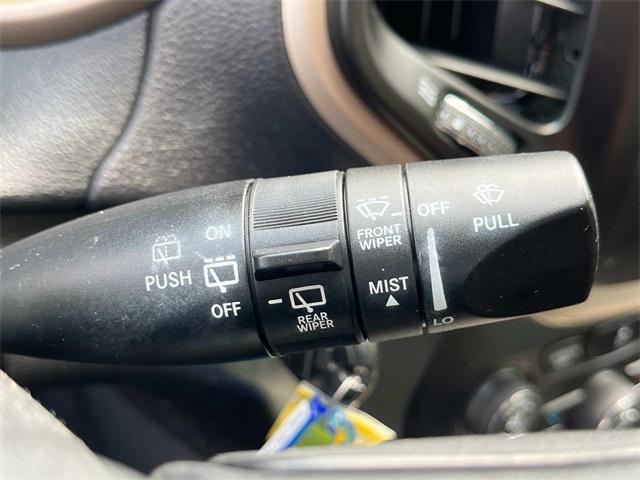 ON
PUSH
OFF
REAR
WIPER
FRONT
WIPER
MIST
OFF
LO
PULL